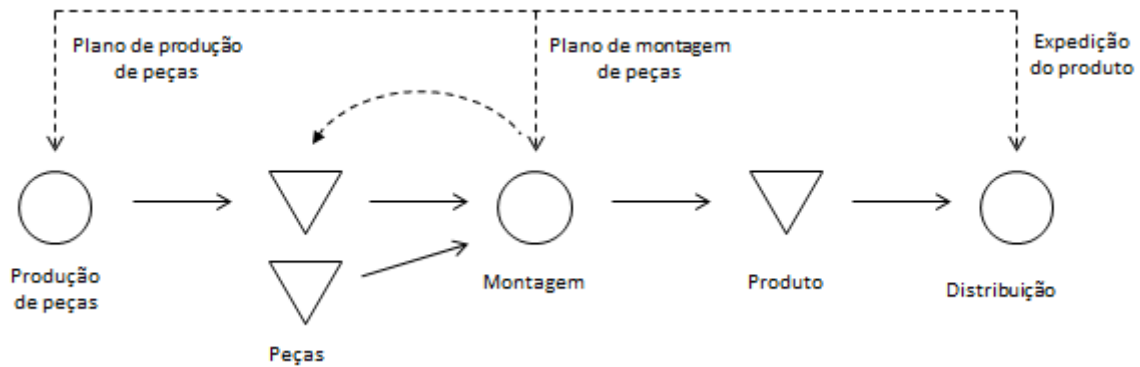 Plano de produção
de peças
Plano de montagem
de peças
Expedição
do produto
Produção
de peças
Peças
Montagem
Produto
Distribuição